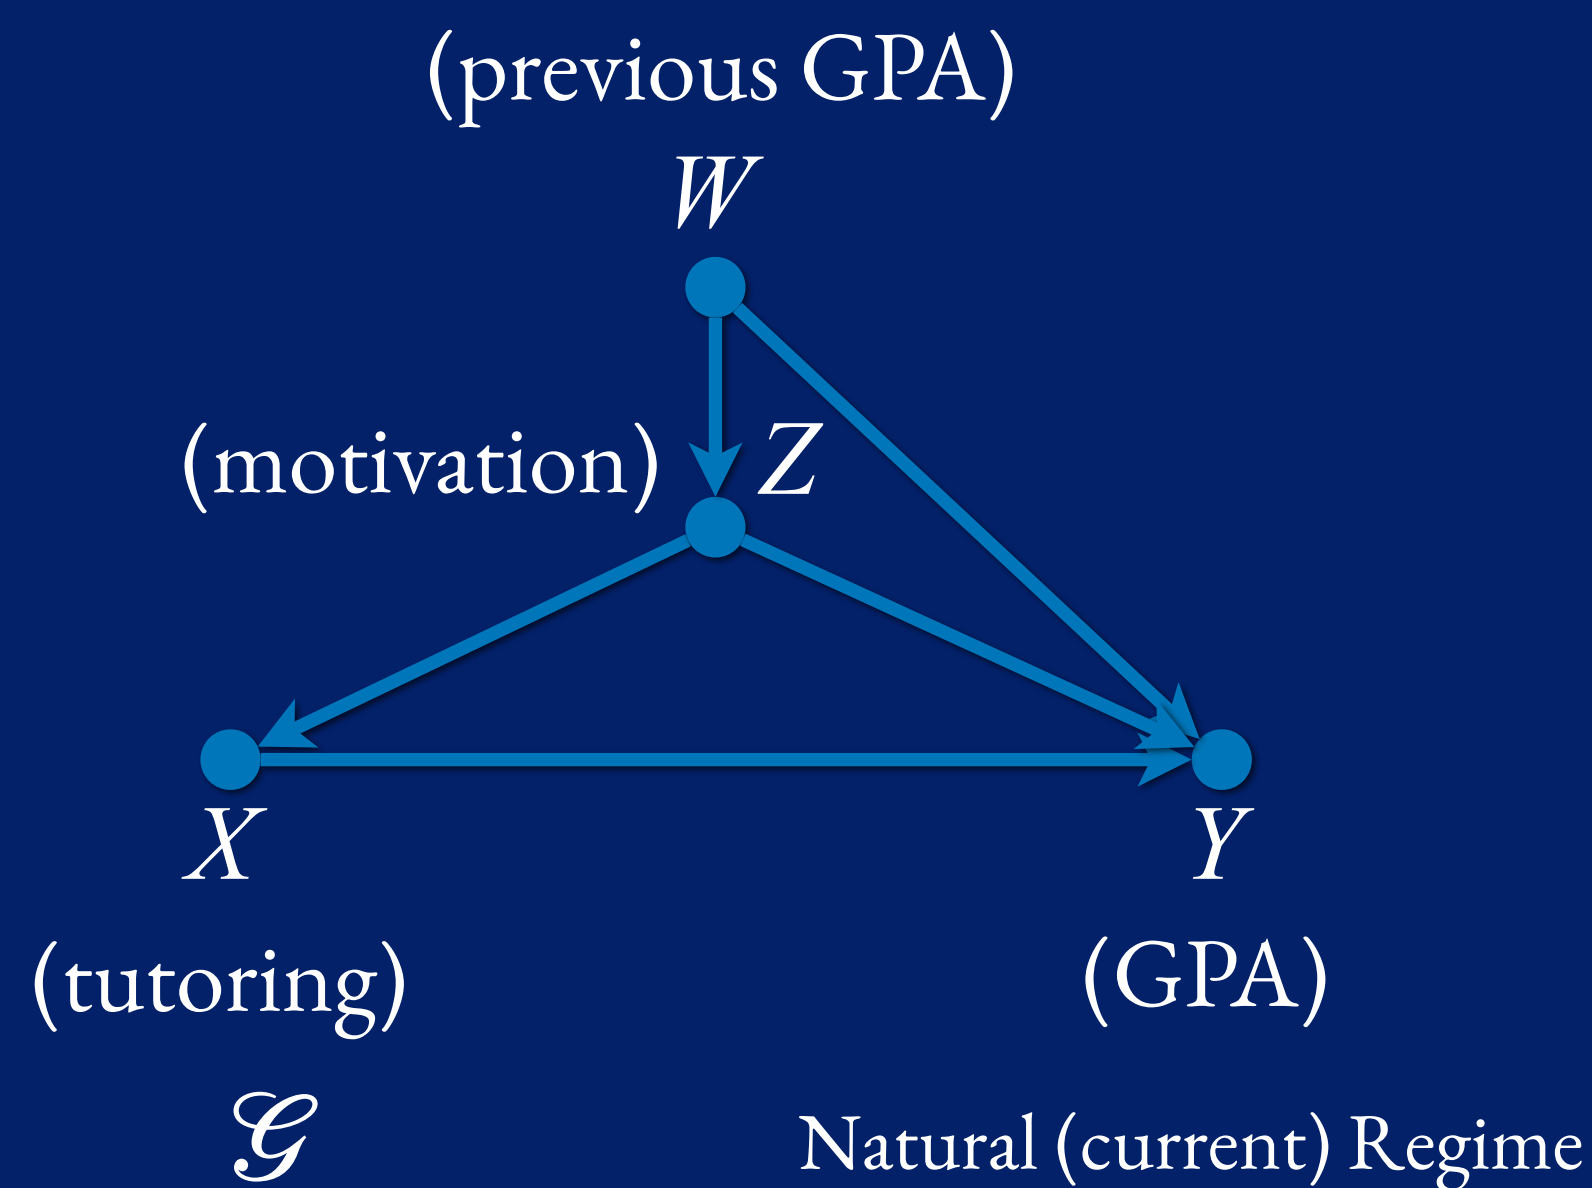 (previous GPA)
W
(motivation) Z
X Y
(tutoring) (GPA)
𝒢 Natural (current) Regime